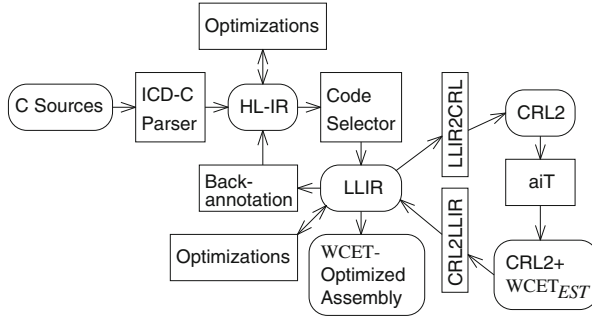 Optimizations
C Sources
ICD-C
Parser
HL-IR
Code
Selector
LLIR2CRL
CRL2
Back-
annotation
LLIR
CRL2LLIR
aiT
Optimizations
WCET-
Optimized
Assembly
CRL2+
WCET_EST